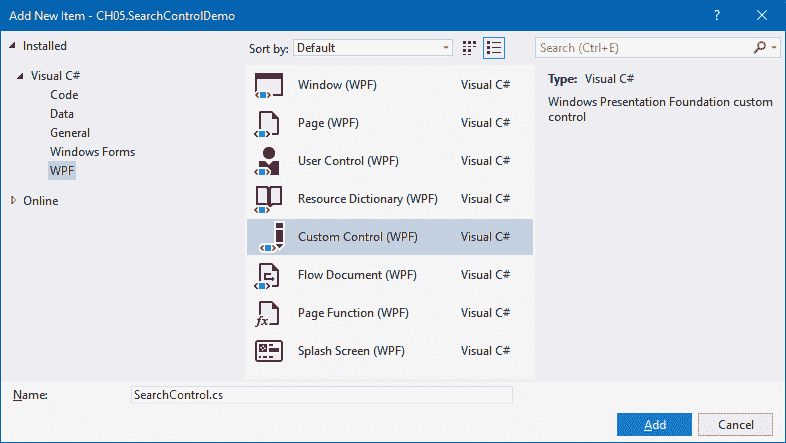 Add New Item - CH05.SearchControlDemo
Installed
Visual C#
Code
Data
General
Windows Forms
WPF
Online
Sort by: Default
Window (WPF) Visual C#
Page (WPF) Visual C#
User Control (WPF) Visual C#
Resource Dictionary (WPF) Visual C#
Custom Control (WPF) Visual C#
Flow Document (WPF) Visual C#
Page Function (WPF) Visual C#
Splash Screen (WPF) Visual C#
Search (Ctrl+E)
Type: Visual C#
Windows Presentation Foundation custom
control
Name: SearchControl.cs
Add Cancel